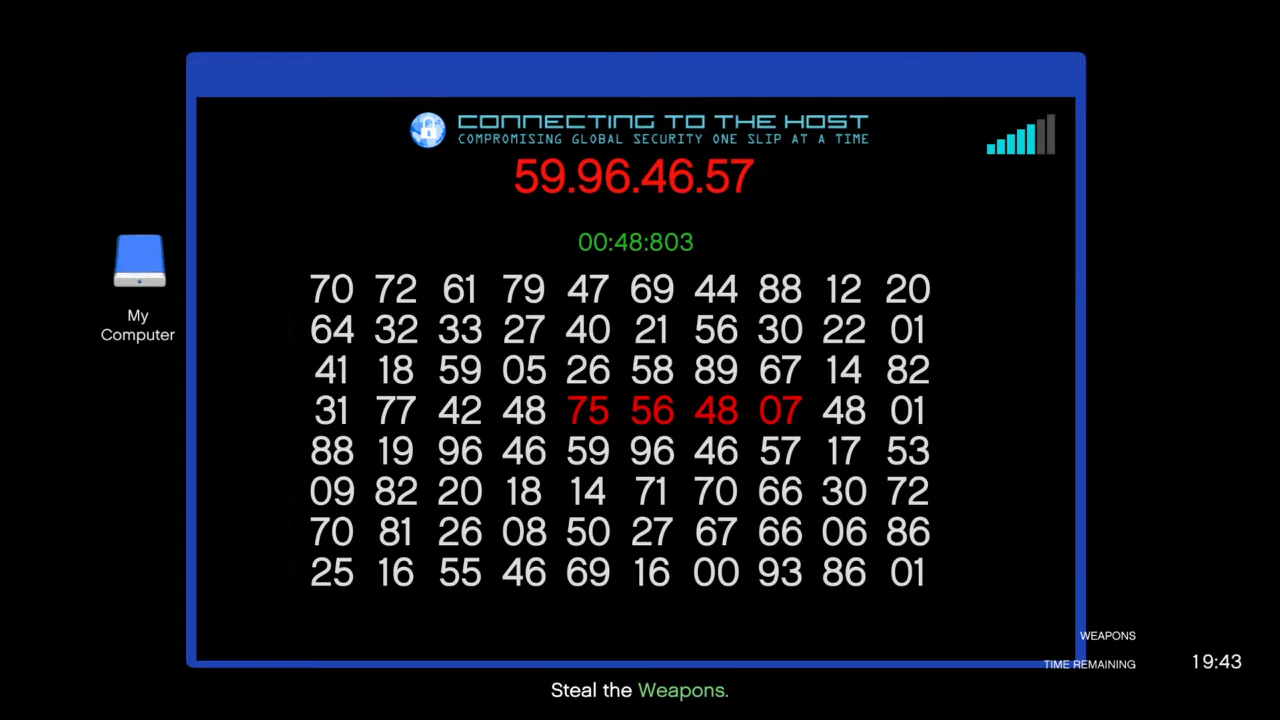 CONNECTING TO THE HOST
COMPROMISING GLOBAL SECURITY ONE SLIP AT A TIME
59.96.46.57
00:48:803
70 72 61 79 47 69 44 88 12 20
64 32 33 27 40 21 56 30 22 01
41 18 59 05 26 58 89 67 14 82
31 77 42 48 75 56 48 07 48 01
88 19 96 46 59 96 46 57 17 53
09 82 20 18 14 71 70 66 30 72
70 81 26 08 50 27 67 66 06 86
25 16 55 46 69 16 00 93 86 01
My
Computer
WEAPONS
TIME REMAINING 19:43
Steal the Weapons.